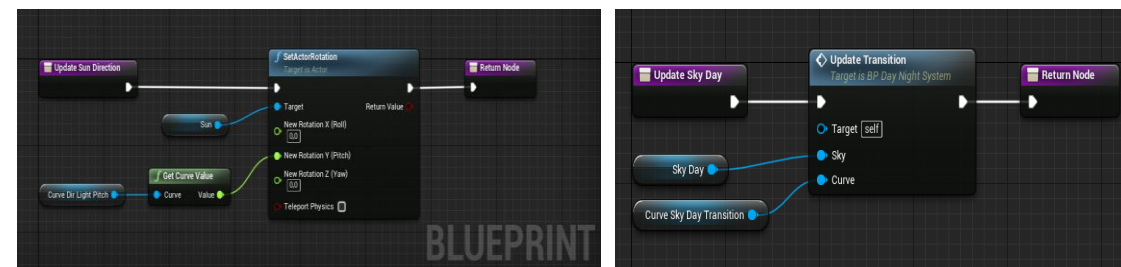 Update Sun Direction
SetActorRotation
Target is Actor
Return Node
Target
Return Value
Sun
New Rotation X (Roll)
0,0
New Rotation Y (Pitch)
New Rotation Z (Yaw)
0,0
Get Curve Value
Curve Dir Light Pitch
Curve
Value
Teleport Physics
BLUEPRINT
Update Sky Day
Update Transition
Target is BP Day Night System
Return Node
Target self
Sky
Sky Day
Curve
Curve Sky Day Transition